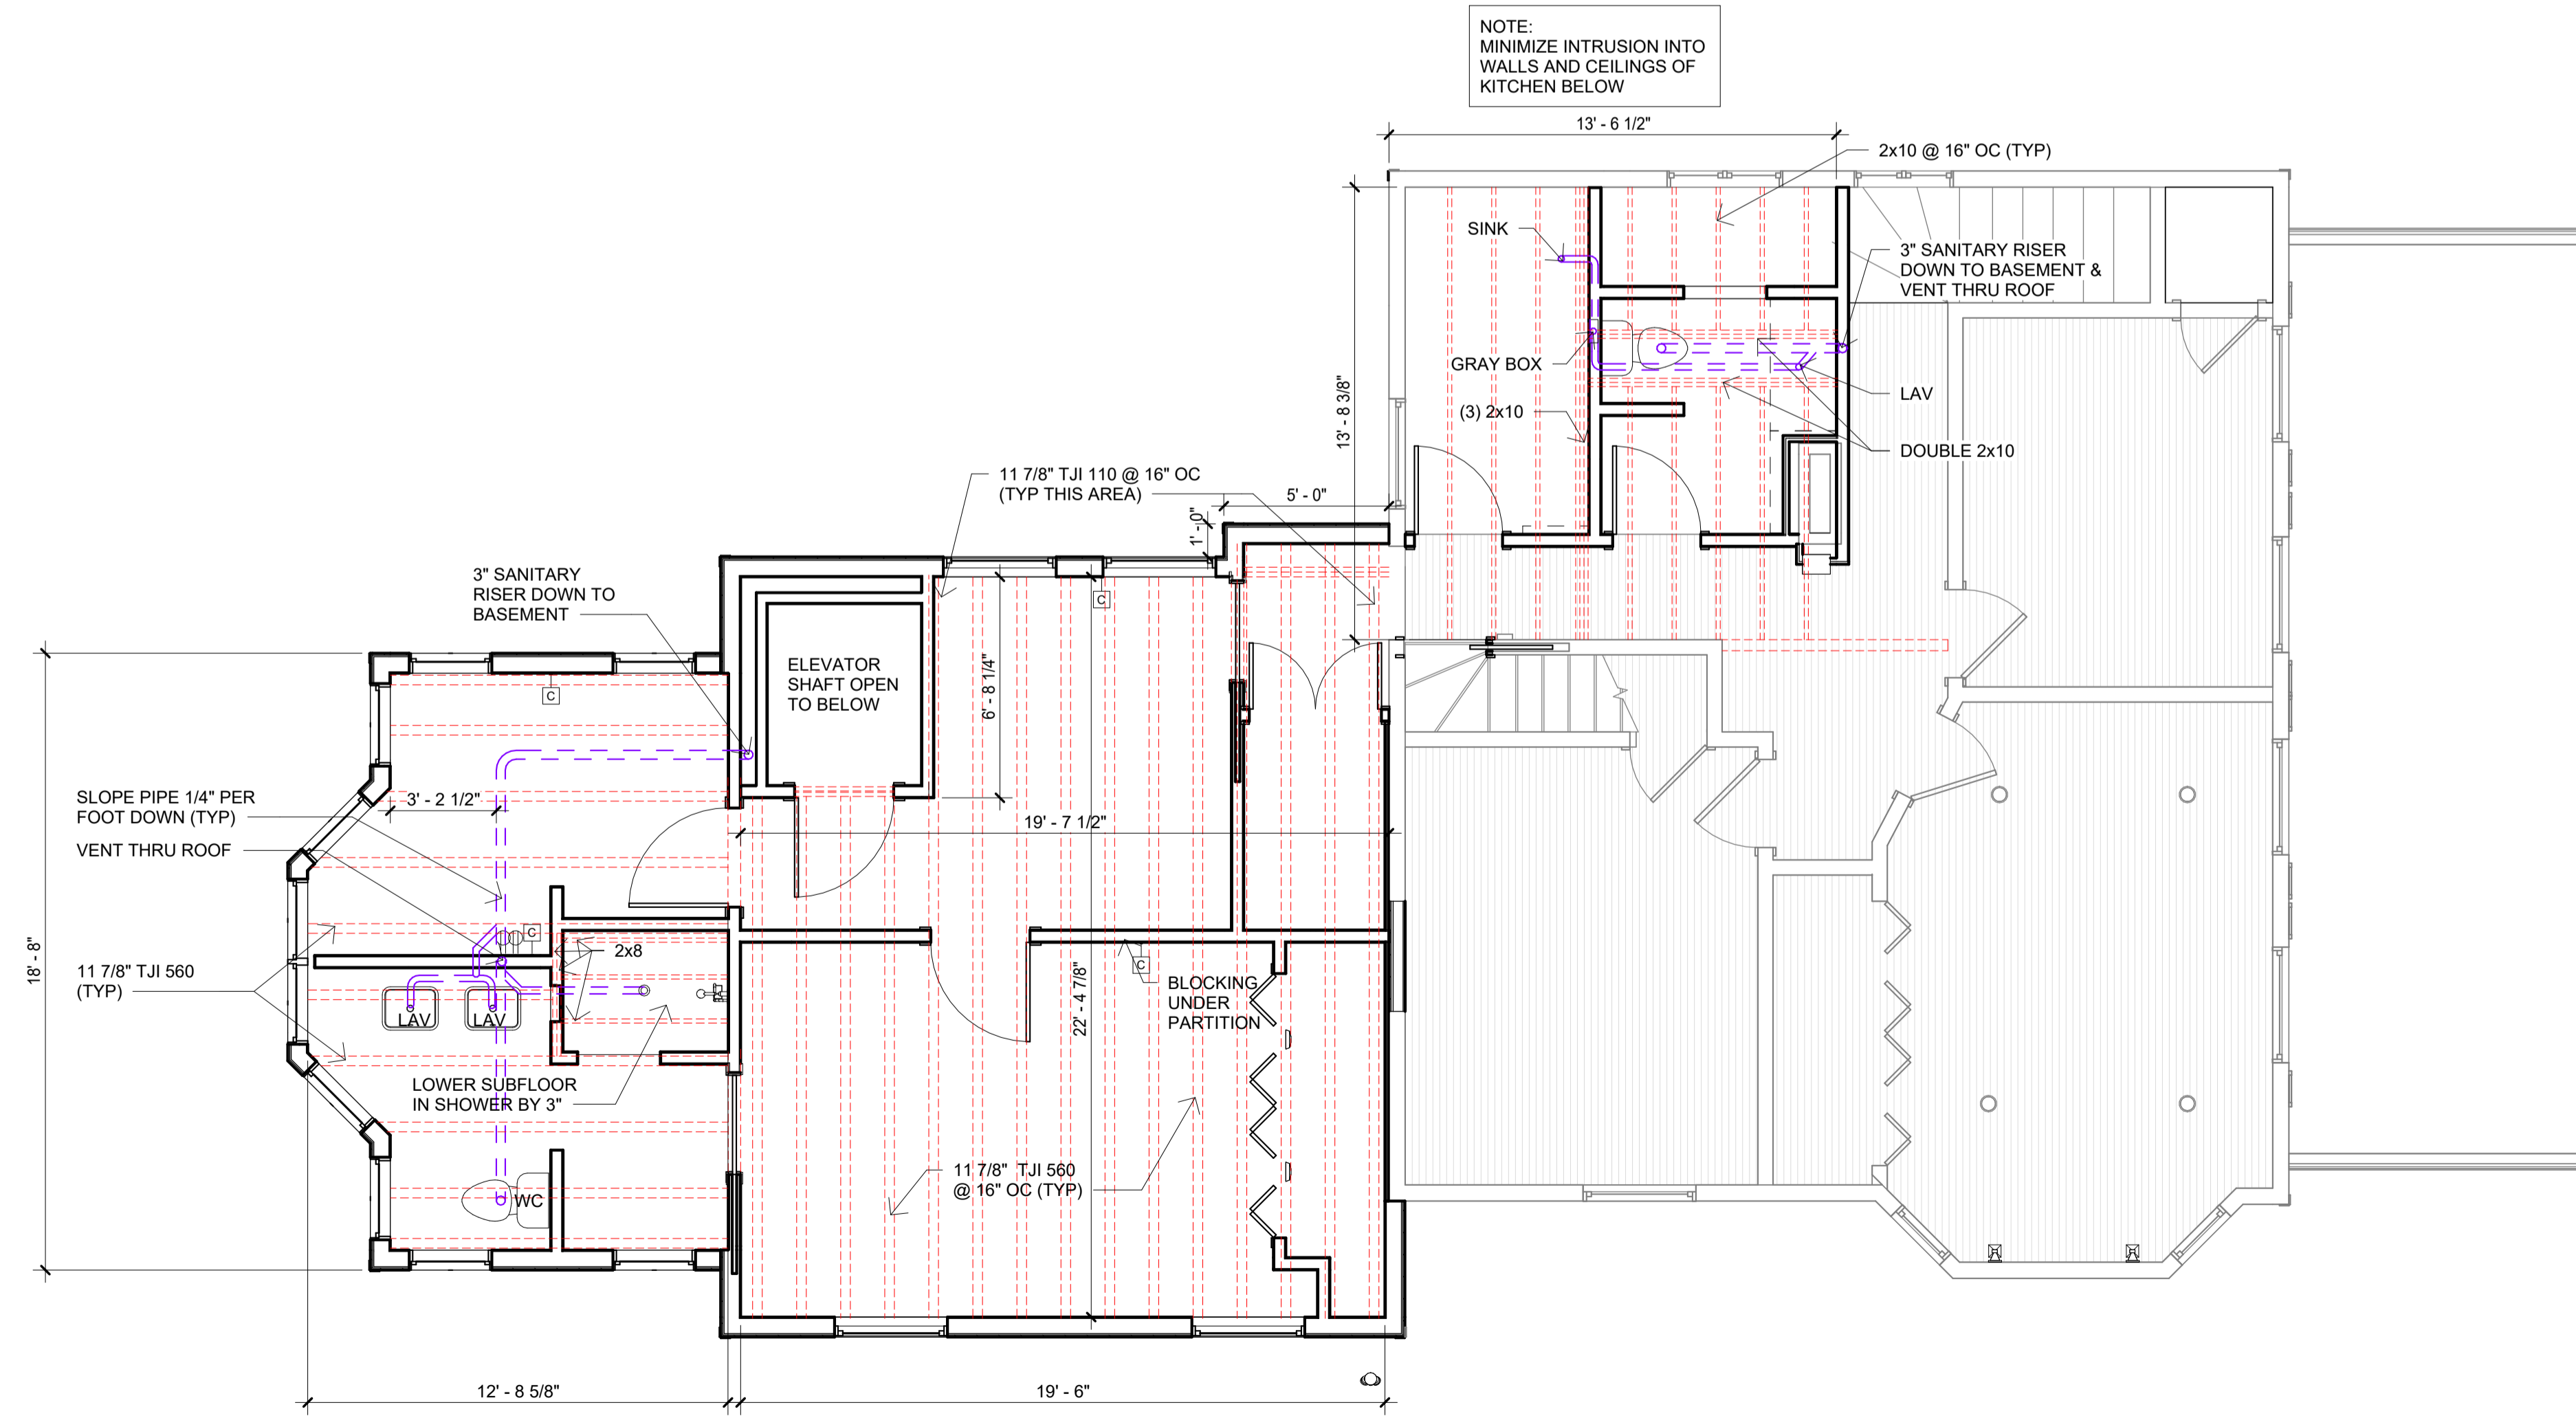 NOTE:
MINIMIZE INTRUSION INTO
WALLS AND CEILINGS OF
KITCHEN BELOW
13' - 6 1/2"
2x10 @ 16" OC (TYP)
SINK
3" SANITARY RISER
DOWN TO BASEMENT &
VENT THRU ROOF
GRAY BOX
LAV
(3) 2x10
13' - 8 3/8"
DOUBLE 2x10
11 7/8" TJI 110 @ 16" OC
(TYP THIS AREA)
5' - 0"
1' - 0"
3" SANITARY
RISER DOWN TO
BASEMENT
C
ELEVATOR
SHAFT OPEN
TO BELOW
6' - 8 1/4"
C
SLOPE PIPE 1/4" PER
FOOT DOWN (TYP)
3' - 2 1/2"
19' - 7 1/2"
VENT THRU ROOF
18' - 8"
C
2x8
11 7/8" TJI 560
(TYP)
C
BLOCKING
UNDER
PARTITION
22' - 4 7/8"
LAV
LAV
LOWER SUBFLOOR
IN SHOWER BY 3"
11 7/8" TJI 560
@ 16" OC (TYP)
WC
12' - 8 5/8"
19' - 6"